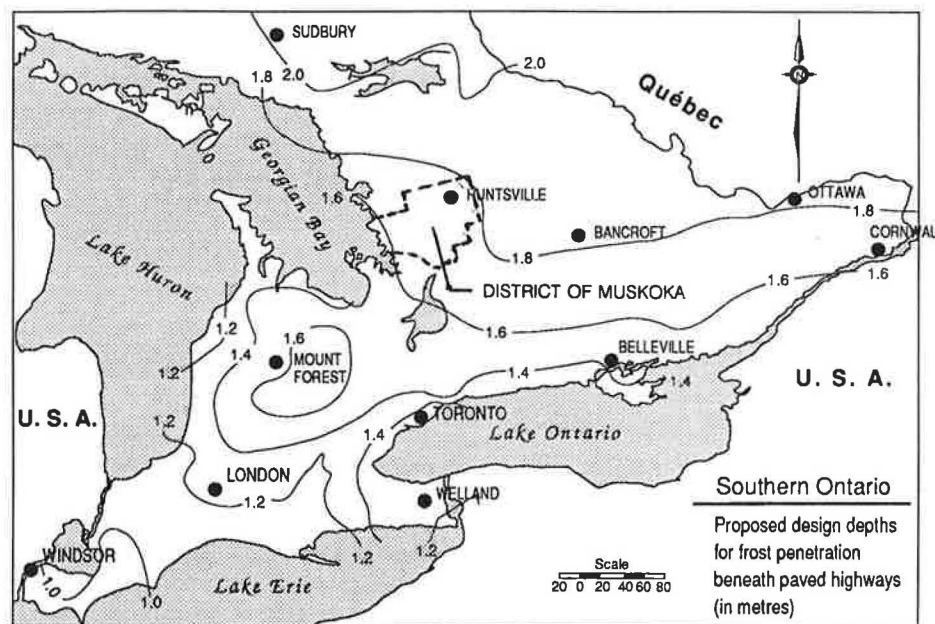 SUDBURY
2.0
2.0
1.8
Québec
N
Georgian
Bay
1.6
HUNTSVILLE
OTTAWA
1.8
BANCROFT
1.8
CORNWAL
1.6
Lake Huron
DISTRICT OF MUSKOKA
1.2
1.4
1.6
1.6
MOUNT
FOREST
BELLEVILLE
1.2
1.4
1.4
U. S. A.
U. S. A.
1.2
TORONTO
1.4
Lake Ontario
LONDON
1.2
WELLAND
1.2
1.2
WINDSOR
1.0
1.0
Lake Erie
Southern Ontario
Proposed design depths
for frost penetration
beneath paved highways
(in metres)
Scale
20 0 20 40 60 80